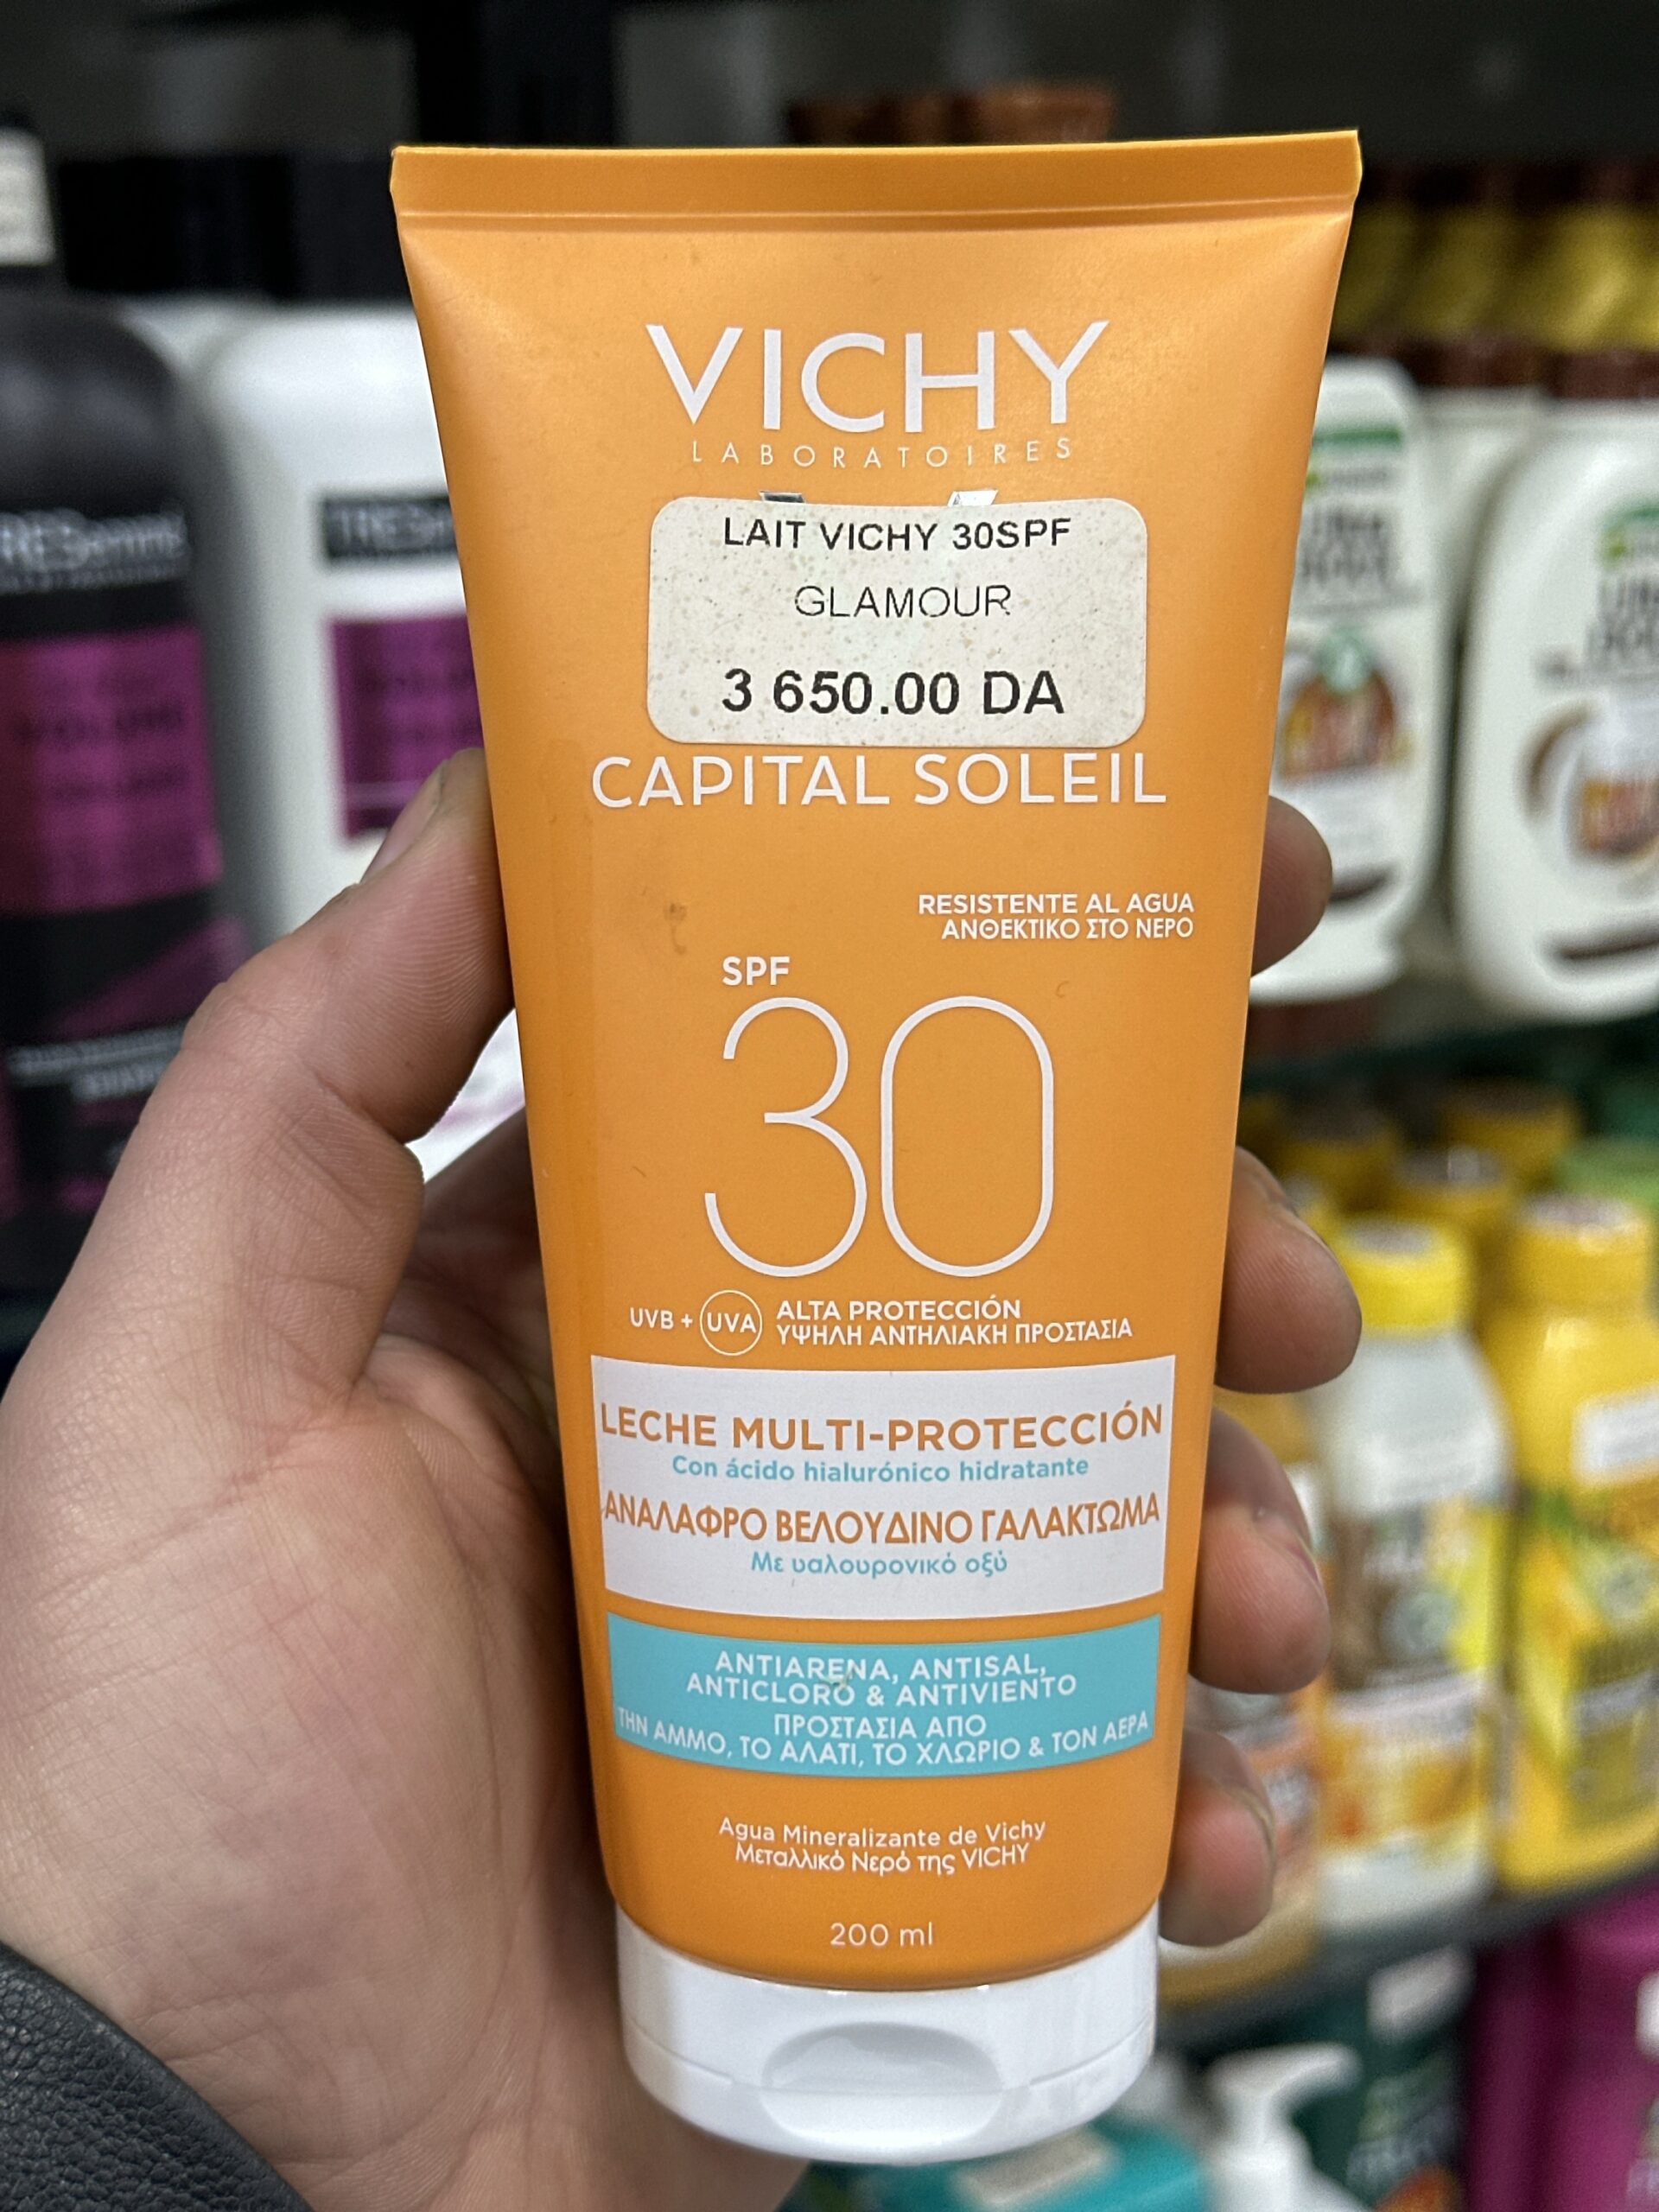 VICHY
LABORATOIRES
LAIT VICHY 30SPF
GLAMOUR
3 650.00 DA
CAPITAL SOLEIL
RESISTENTE AL AGUA
ΑΝΘΕΚΤΙΚΟ ΣΤΟ ΝΕΡΟ
SPF
30
UVB + UVA
ALTA PROTECCIÓN
ΥΨΗΛΗ ΑΝΤΗΛΙΑΚΗ ΠΡΟΣΤΑΣΙΑ
LECHE MULTI-PROTECCIÓN
Con ácido hialurónico hidratante
ΑΝΑΛΑΦΡΟ ΒΕΛΟΥΔΙΝΟ ΓΑΛΑΚΤΩΜΑ
Με υαλουρονικό οξύ
ANTIARENA, ANTISAL,
ANTICLORO & ANTIVIENTO
ΠΡΟΣΤΑΣΙΑ ΑΠΟ
ΤΗΝ ΑΜΜΟ, ΤΟ ΑΛΑΤΙ, ΤΟ ΧΛΩΡΙΟ & ΤΟΝ ΑΕΡΑ
Agua Mineralizante de Vichy
Μεταλλικό Νερό της VICHY
200 ml